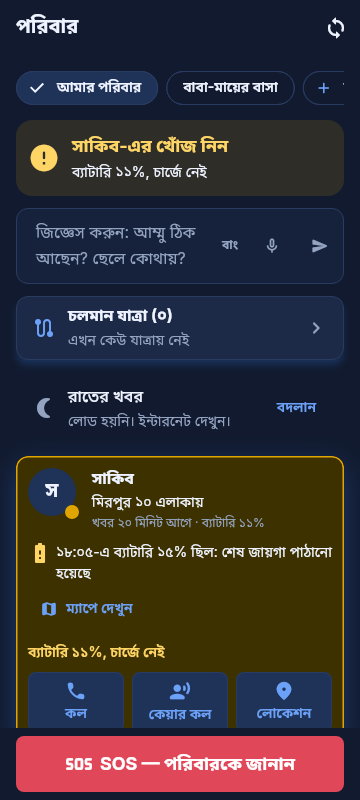 পরিবার
আমার পরিবার
বাবা-মায়ের বাসা
সাকিব-এর খোঁজ নিন
ব্যাটারি ১১%, চার্জে নেই
জিজ্ঞেস করুন: আম্মু ঠিক
আছেন? ছেলে কোথায়?
বাং
চলমান যাত্রা (০)
এখন কেউ যাত্রায় নেই
রাতের খবর
লোড হয়নি। ইন্টারনেট দেখুন।
বদলান
স
সাকিব
মিরপুর ১০ এলাকায়
খবর ২০ মিনিট আগে · ব্যাটারি ১১%
১৮:০৫-এ ব্যাটারি ১৫% ছিল: শেষ জায়গা পাঠানো
হয়েছে
ম্যাপে দেখুন
ব্যাটারি ১১%, চার্জে নেই
কল
কেয়ার কল
লোকেশন
SOS SOS — পরিবারকে জানান